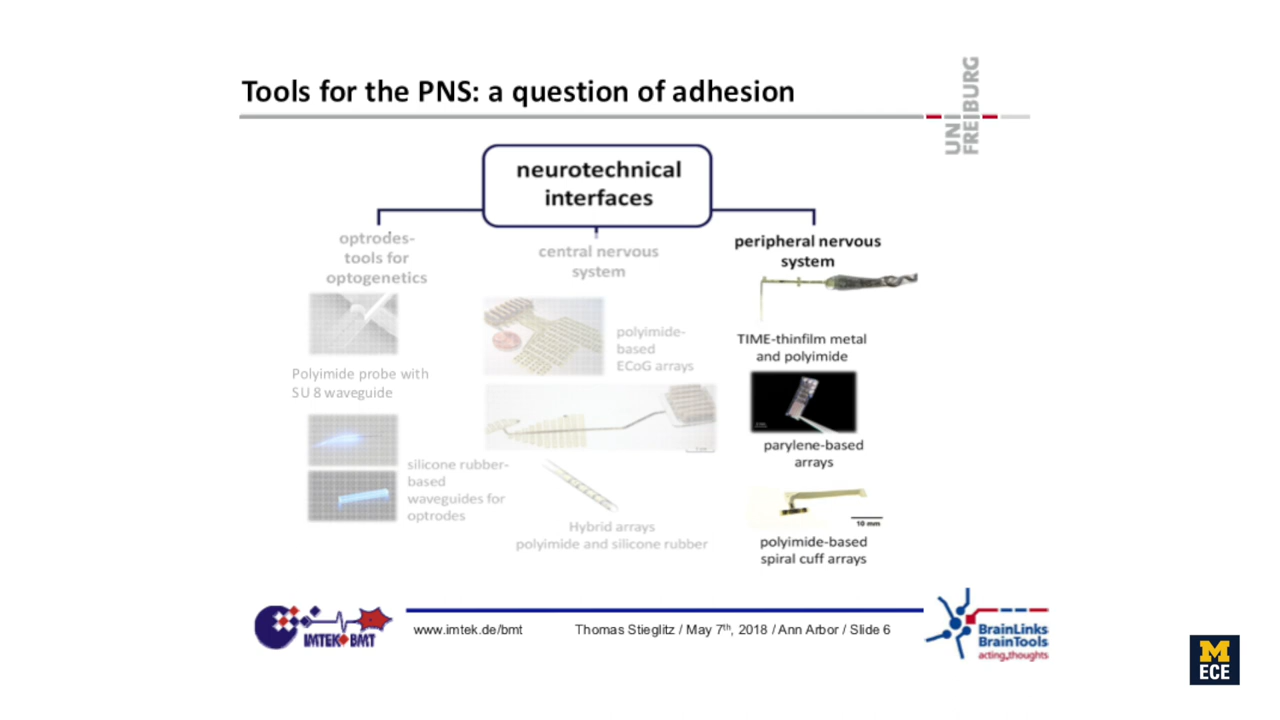 Tools for the PNS: a question of adhesion
UNI
FREIBURG
neurotechnical
interfaces
optrodes-
tools for
optogenetics
Polyimide probe with
SU 8 waveguide
silicone rubber-
based
waveguides for
optrodes
central nervous
system
polyimide-
based
ECoG arrays
Hybrid arrays
polyimide and silicone rubber
peripheral nervous
system
TIME-thinfilm metal
and polyimide
parylene-based
arrays
10 mm
polyimide-based
spiral cuff arrays
IMTEK BMT
www.imtek.de/bmt
Thomas Stieglitz / May 7th, 2018 / Ann Arbor / Slide 6
BrainLinks
BrainTools
acting_thoughts
M
ECE